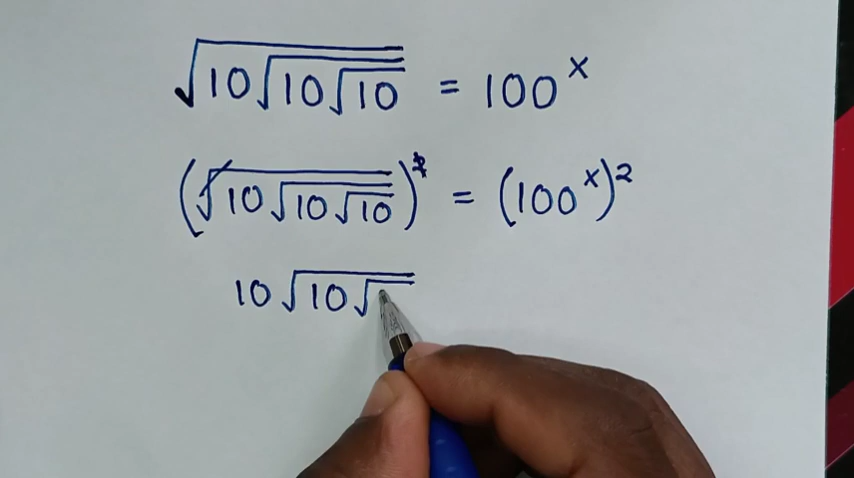 √(10√(10√10)) = 100^x
(√(10√(10√10)))^2 = (100^x)^2
10√(10√